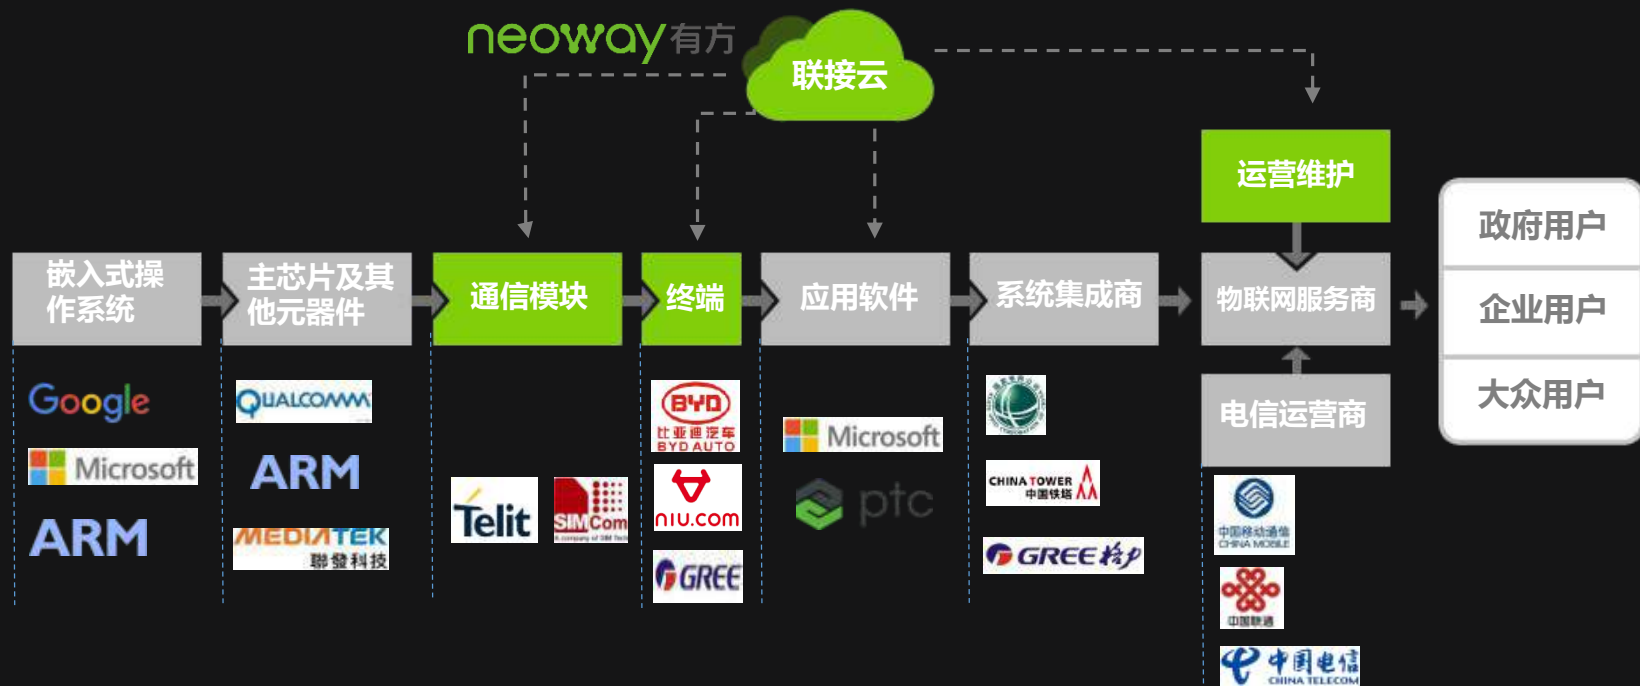 neoway有方
联接云
运营维护
政府用户
企业用户
大众用户
嵌入式操
作系统
主芯片及其
他元器件
通信模块
终端
应用软件
系统集成商
物联网服务商
电信运营商
Google
Microsoft
ARM
QUALCOMM
ARM
MEDIATEK
聯發科技
Telit
SIMCom
A company of SIM Tech
BYD
比亚迪汽车
BYD AUTO
NIU.COM
GREE
Microsoft
ptc
CHINA TOWER
中国铁塔
GREE 格力
中国移动通信
CHINA MOBILE
中国联通
中国电信
CHINA TELECOM